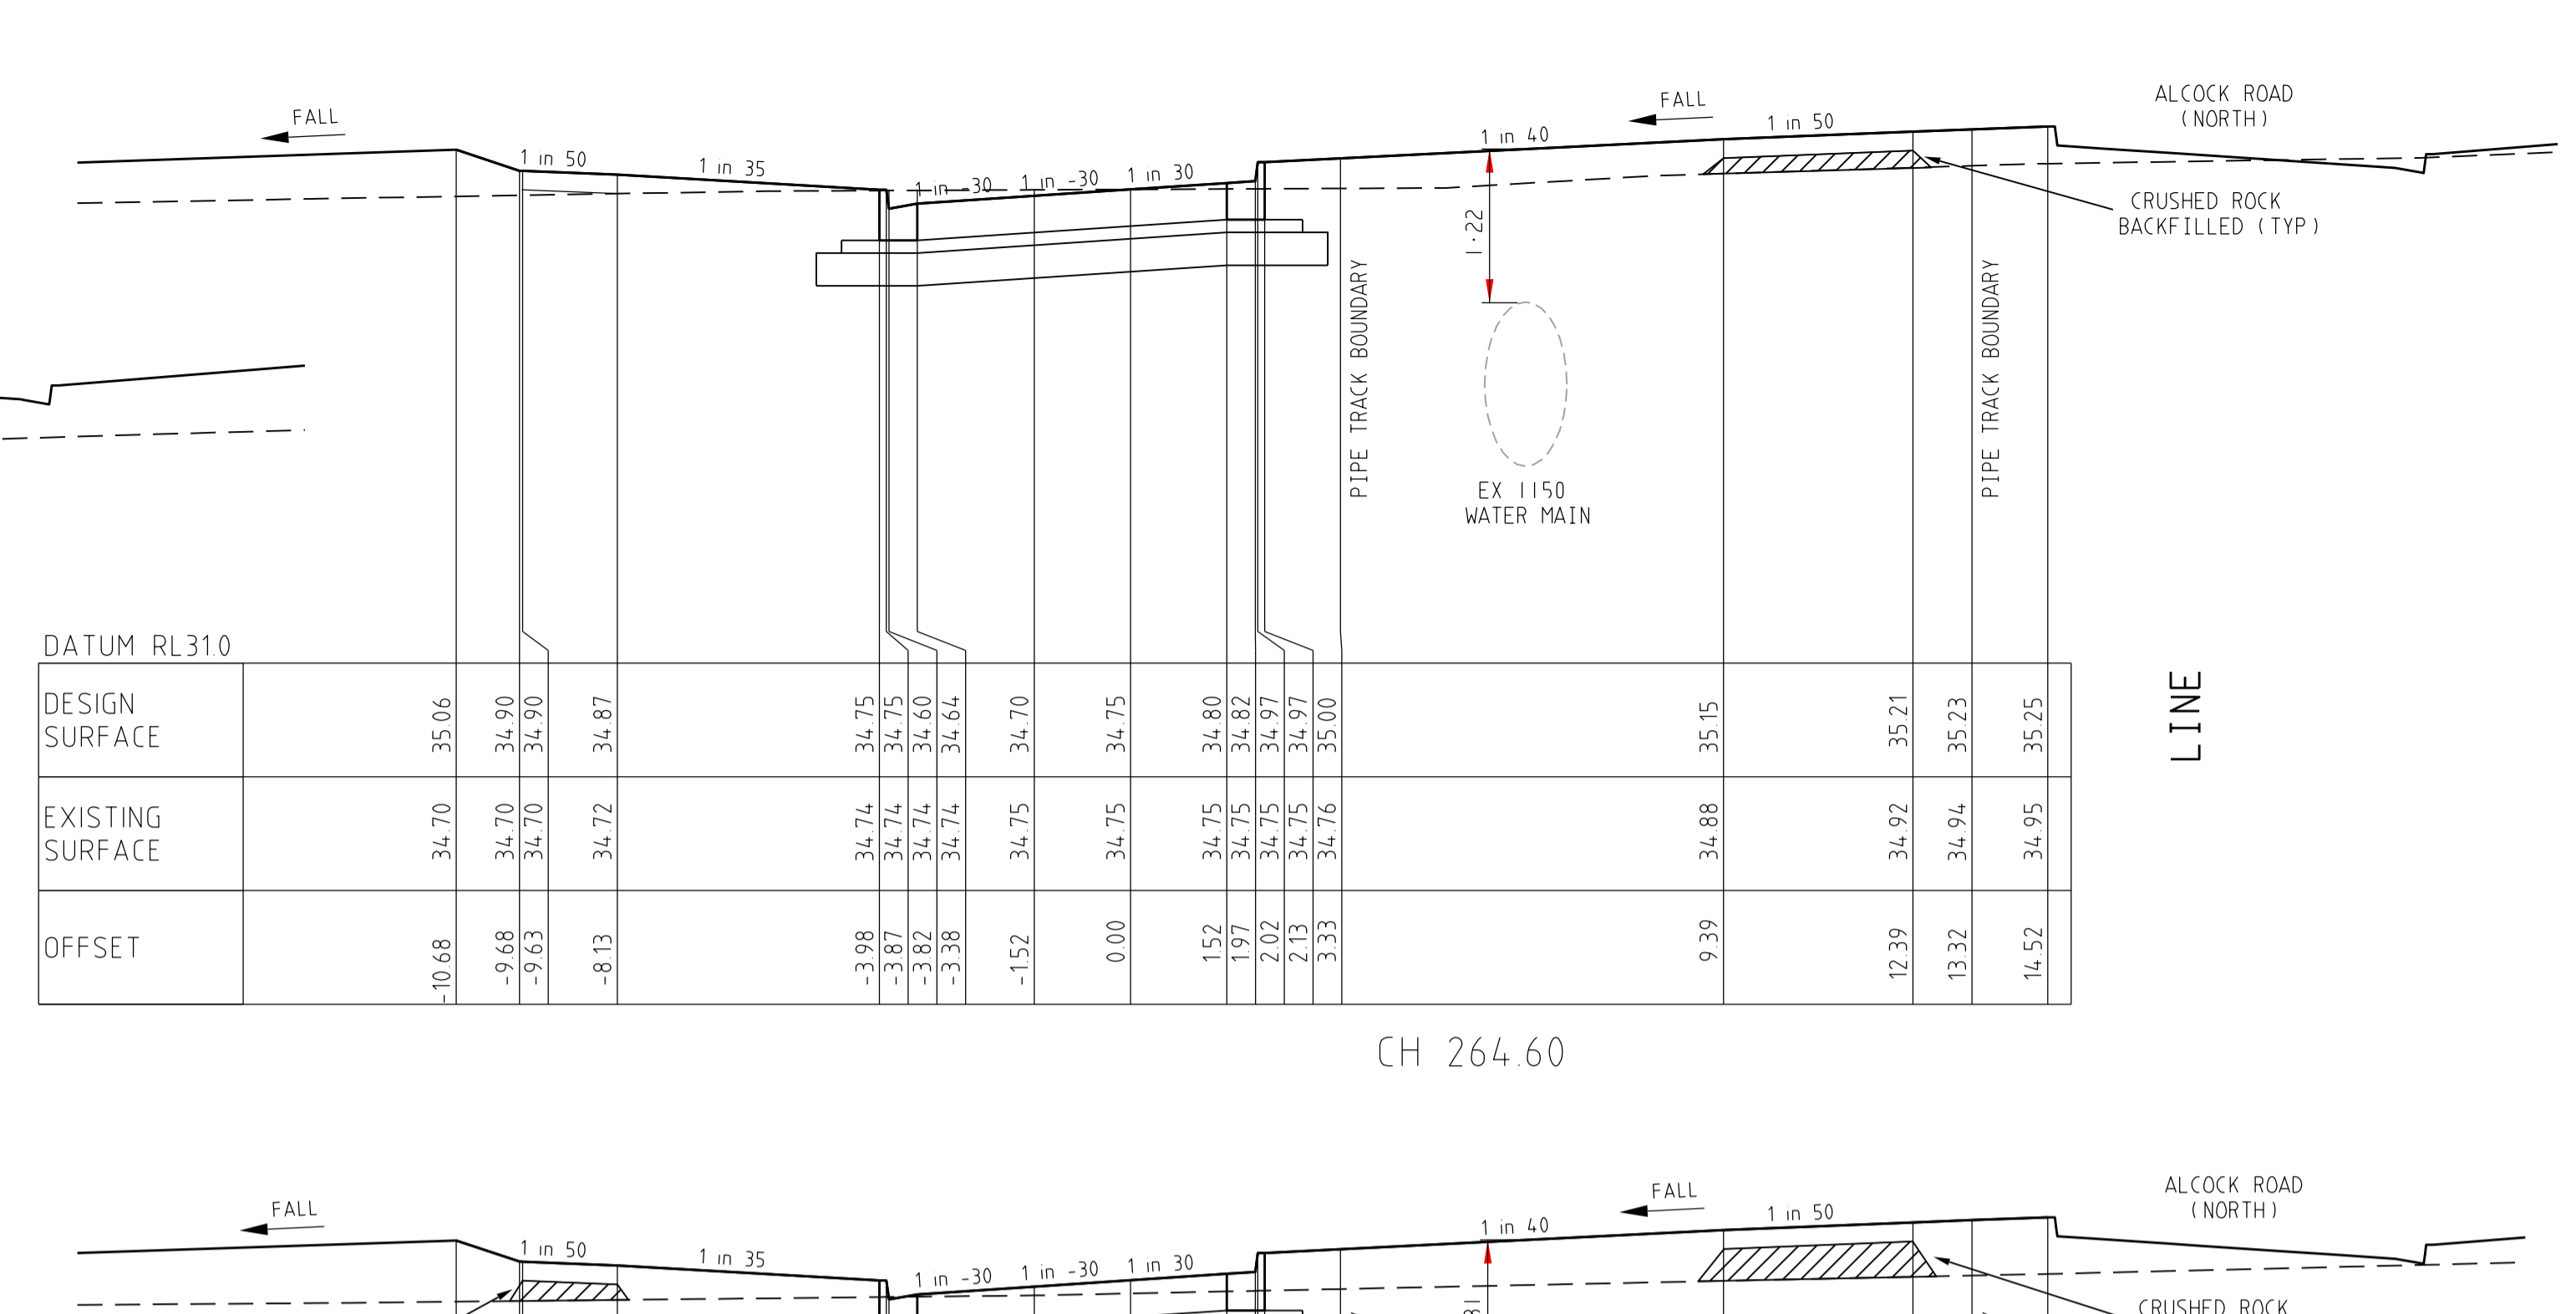 FALL
FALL
ALCOCK ROAD
(NORTH)
1 in 50
1 in 35
1 in -30
1 in -30
1 in 30
1 in 40
1 in 50
CRUSHED ROCK
BACKFILLED (TYP)
1.22
PIPE TRACK BOUNDARY
PIPE TRACK BOUNDARY
EX 1150
WATER MAIN
DATUM RL31.0
DESIGN
SURFACE
35.06 34.90 34.90 34.87 34.75 34.75 34.60 34.64 34.70 34.75 34.80 34.82 34.97 34.97 35.00 35.15 35.21 35.23 35.25
EXISTING
SURFACE
34.70 34.70 34.70 34.72 34.74 34.74 34.74 34.74 34.75 34.75 34.75 34.75 34.75 34.75 34.76 34.88 34.92 34.94 34.95
OFFSET
-10.68 -9.68 -9.63 -8.13 -3.98 -3.87 -3.82 -3.38 -1.52 0.00 1.52 1.97 2.02 2.13 3.33 9.39 12.39 13.32 14.52
LINE
CH 264.60
FALL
FALL
ALCOCK ROAD
(NORTH)
1 in 50
1 in 35
1 in -30
1 in -30
1 in 30
1 in 40
1 in 50
CRUSHED ROCK